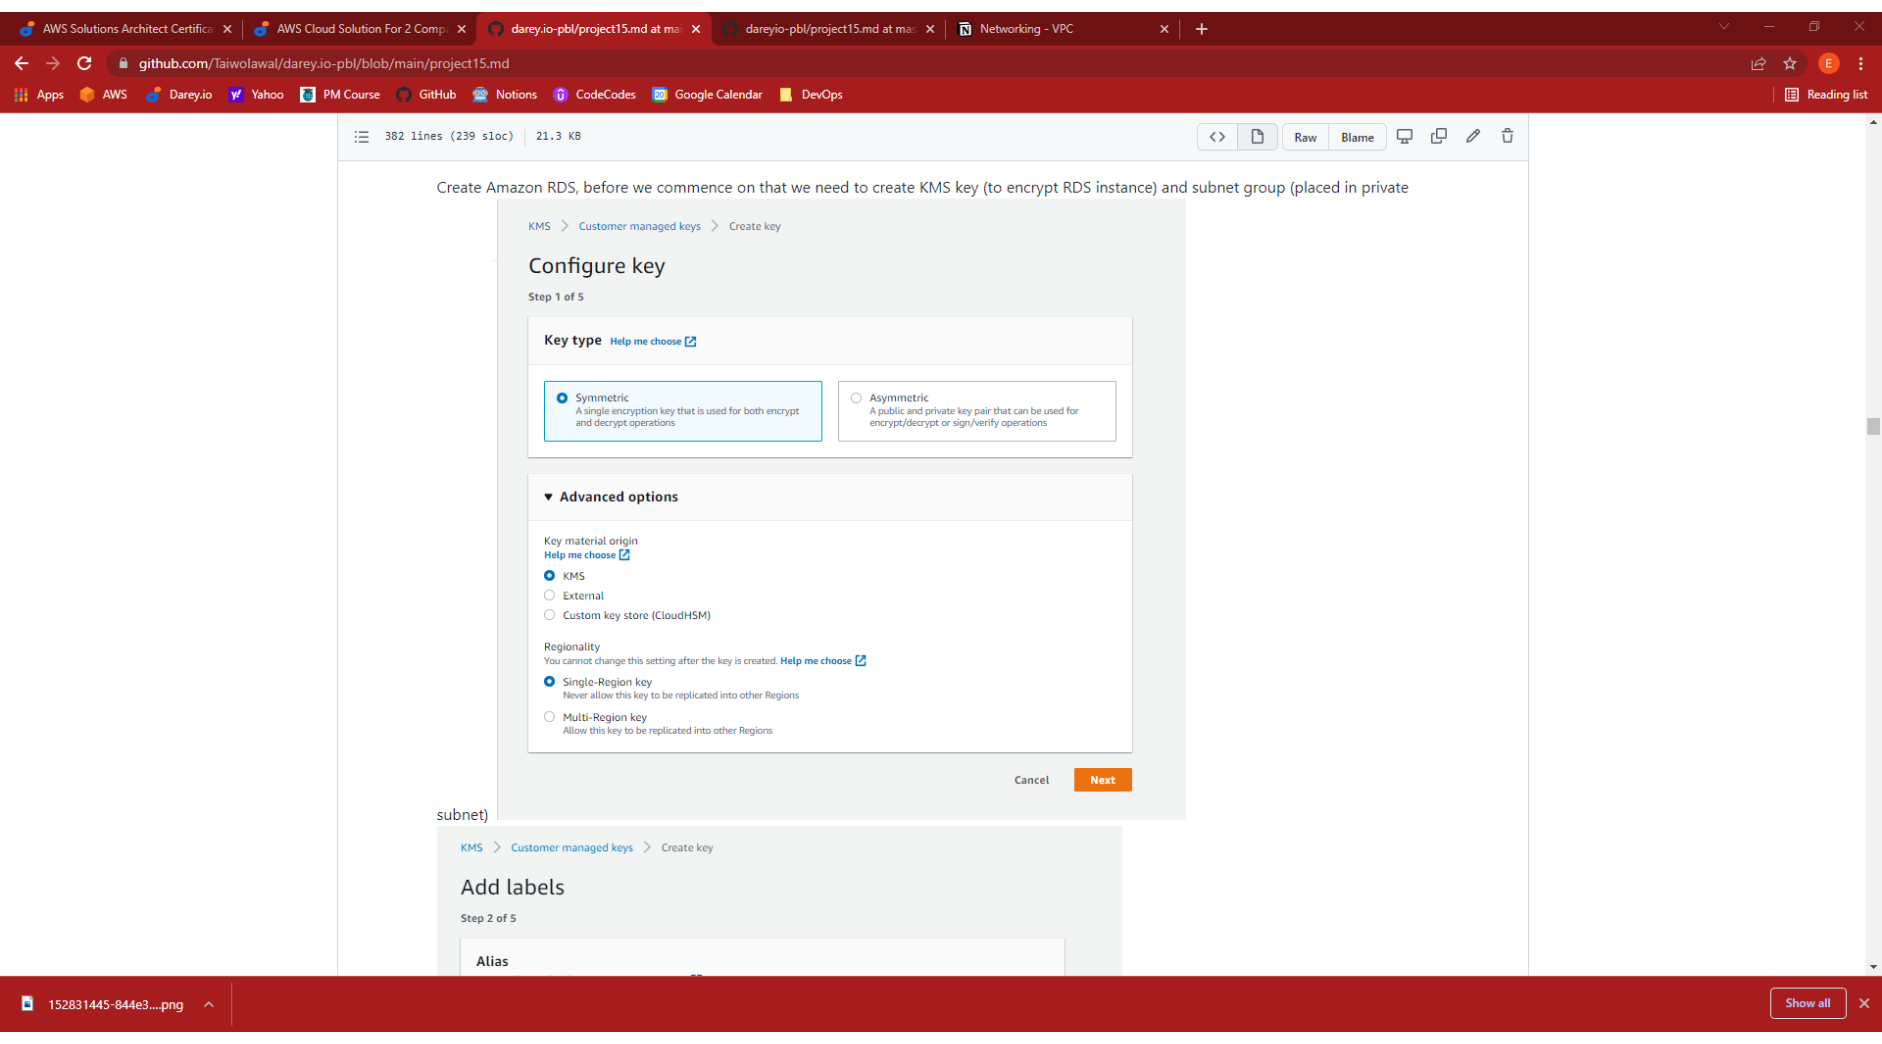 AWS Solutions Architect Certifica
AWS Cloud Solution For 2 Comp
darey.io-pbl/project15.md at mai
dareyio-pbl/project15.md at mas
Networking - VPC
github.com/Taiwolawal/darey.io-pbl/blob/main/project15.md
E
Apps
AWS
Darey.io
Yahoo
PM Course
GitHub
Notions
CodeCodes
Google Calendar
DevOps
Reading list
382 lines (239 sloc) 21.3 KB
Raw
Blame
Create Amazon RDS, before we commence on that we need to create KMS key (to encrypt RDS instance) and subnet group (placed in private
KMS > Customer managed keys > Create key
Configure key
Step 1 of 5
Key type Help me choose
Symmetric
A single encryption key that is used for both encrypt
and decrypt operations
Asymmetric
A public and private key pair that can be used for
encrypt/decrypt or sign/verify operations
Advanced options
Key material origin
Help me choose
KMS
External
Custom key store (CloudHSM)
Regionality
You cannot change this setting after the key is created. Help me choose
Single-Region key
Never allow this key to be replicated into other Regions
Multi-Region key
Allow this key to be replicated into other Regions
Cancel
Next
subnet)
KMS > Customer managed keys > Create key
Add labels
Step 2 of 5
Alias
152831445-844e3....png
Show all